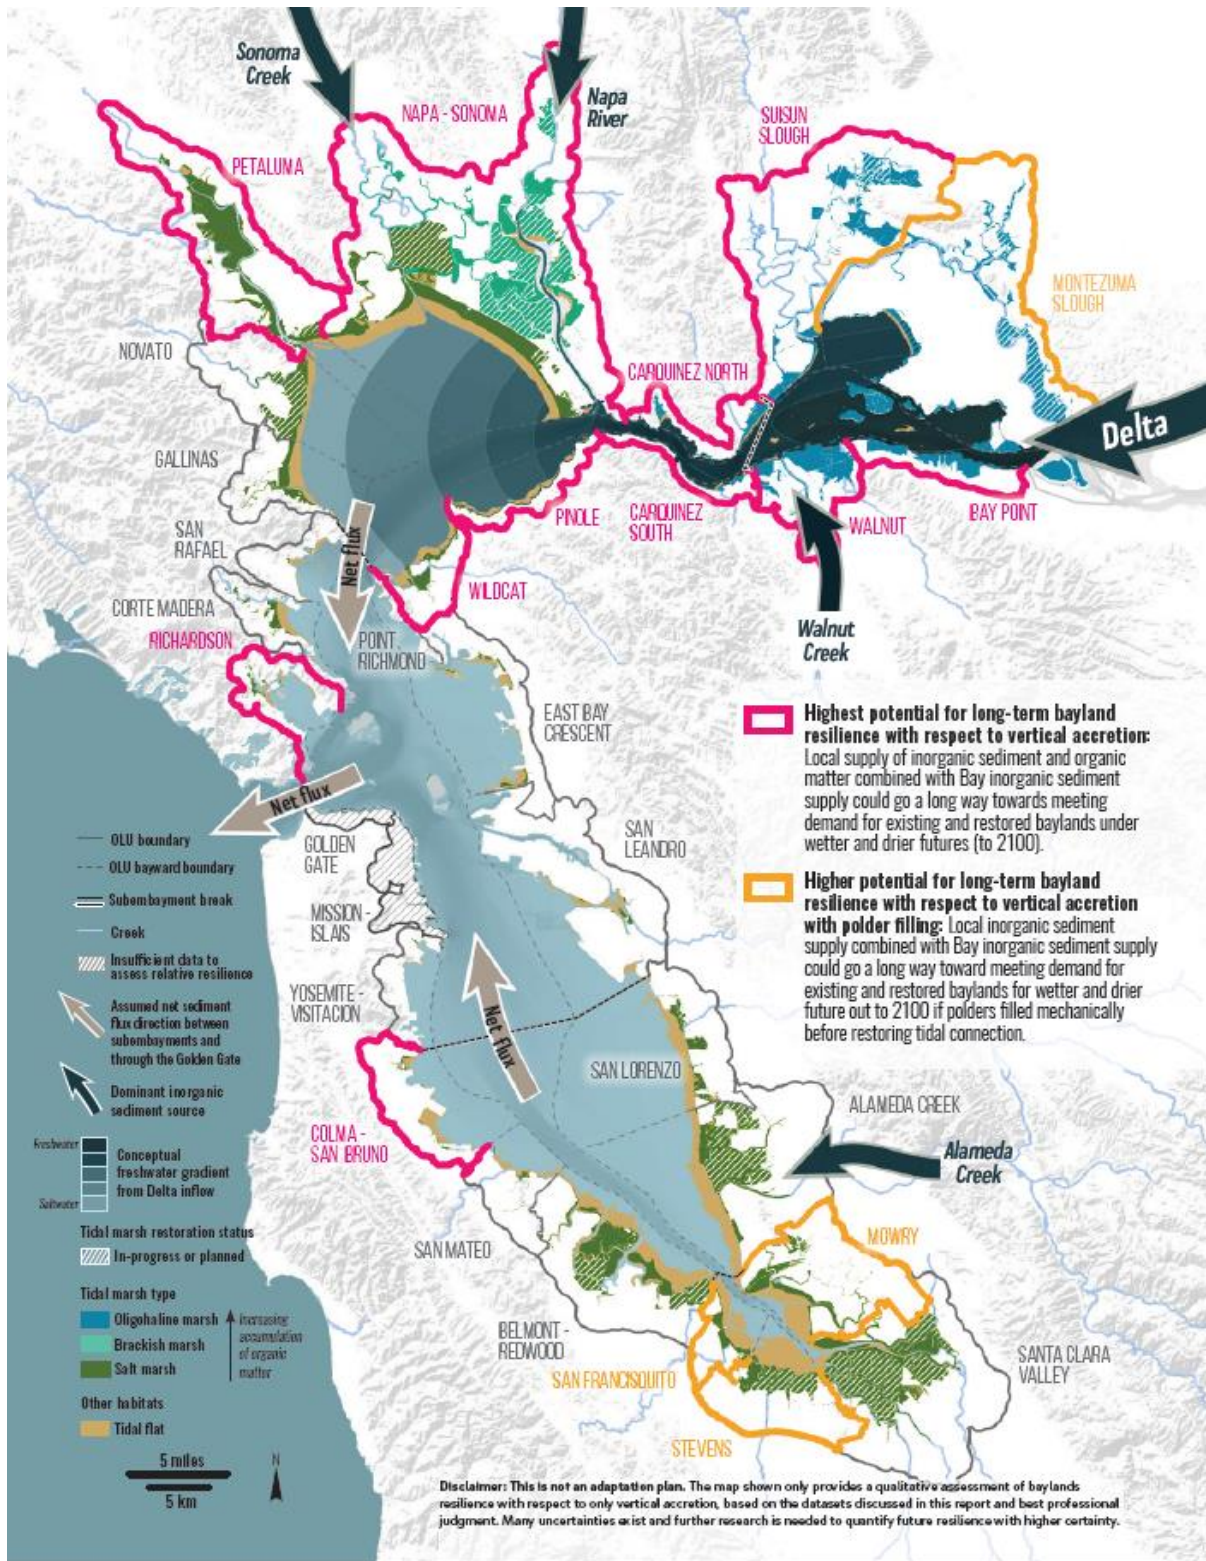 Sonoma
Creek
NAPA - SONOMA
Napa
River
SUISUN
SLOUGH
PETALUMA
MONTEZUMA
SLOUGH
NOVATO
CARQUINEZ NORTH
Delta
GALLINAS
PINOLE
CARQUINEZ
SOUTH
WALNUT
BAY POINT
SAN
RAFAEL
Net flux
WILDCAT
CORTE MADERA
RICHARDSON
POINT
RICHMOND
Walnut
Creek
EAST BAY
CRESCENT
Net flux
GOLDEN
GATE
SAN
LEANDRO
MISSION -
ISLAIS
YOSEMITE -
VISITACION
Net flux
SAN LORENZO
COLMA -
SAN BRUNO
ALAMEDA CREEK
Alameda
Creek
SAN MATEO
MOWRY
BELMONT -
REDWOOD
SAN FRANCISQUITO
SANTA CLARA
VALLEY
STEVENS
Highest potential for long-term bayland
resilience with respect to vertical accretion:
Local supply of inorganic sediment and organic
matter combined with Bay inorganic sediment
supply could go a long way towards meeting
demand for existing and restored baylands under
wetter and drier futures (to 2100).
Higher potential for long-term bayland
resilience with respect to vertical accretion
with polder filling: Local inorganic sediment
supply combined with Bay inorganic sediment supply
could go a long way toward meeting demand for
existing and restored baylands for wetter and drier
future out to 2100 if polders filled mechanically
before restoring tidal connection.
OLU boundary
OLU bayward boundary
Subembayment break
Creek
Insufficient data to
assess relative resilience
Assumed net sediment
flux direction between
subembayments and
through the Golden Gate
Dominant inorganic
sediment source
Freshwater
Conceptual
freshwater gradient
from Delta inflow
Saltwater
Tidal marsh restoration status
In-progress or planned
Tidal marsh type
Oligohaline marsh
Brackish marsh
Salt marsh
Increasing
accumulation
of organic
matter
Other habitats
Tidal flat
5 miles
5 km
N
Disclaimer: This is not an adaptation plan. The map shown only provides a qualitative assessment of baylands
resilience with respect to only vertical accretion, based on the datasets discussed in this report and best professional
judgment. Many uncertainties exist and further research is needed to quantify future resilience with higher certainty.